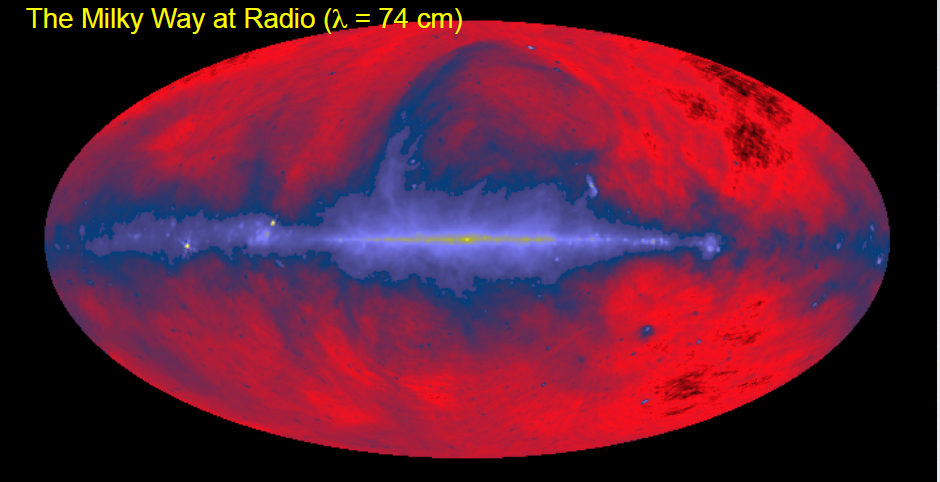 The Milky Way at Radio (λ = 74 cm)